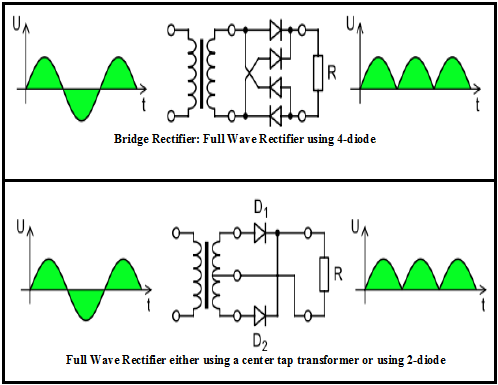 U
t
R
U
t
Bridge Rectifier: Full Wave Rectifier using 4-diode
U
t
D1
D2
R
U
t
Full Wave Rectifier either using a center tap transformer or using 2-diode